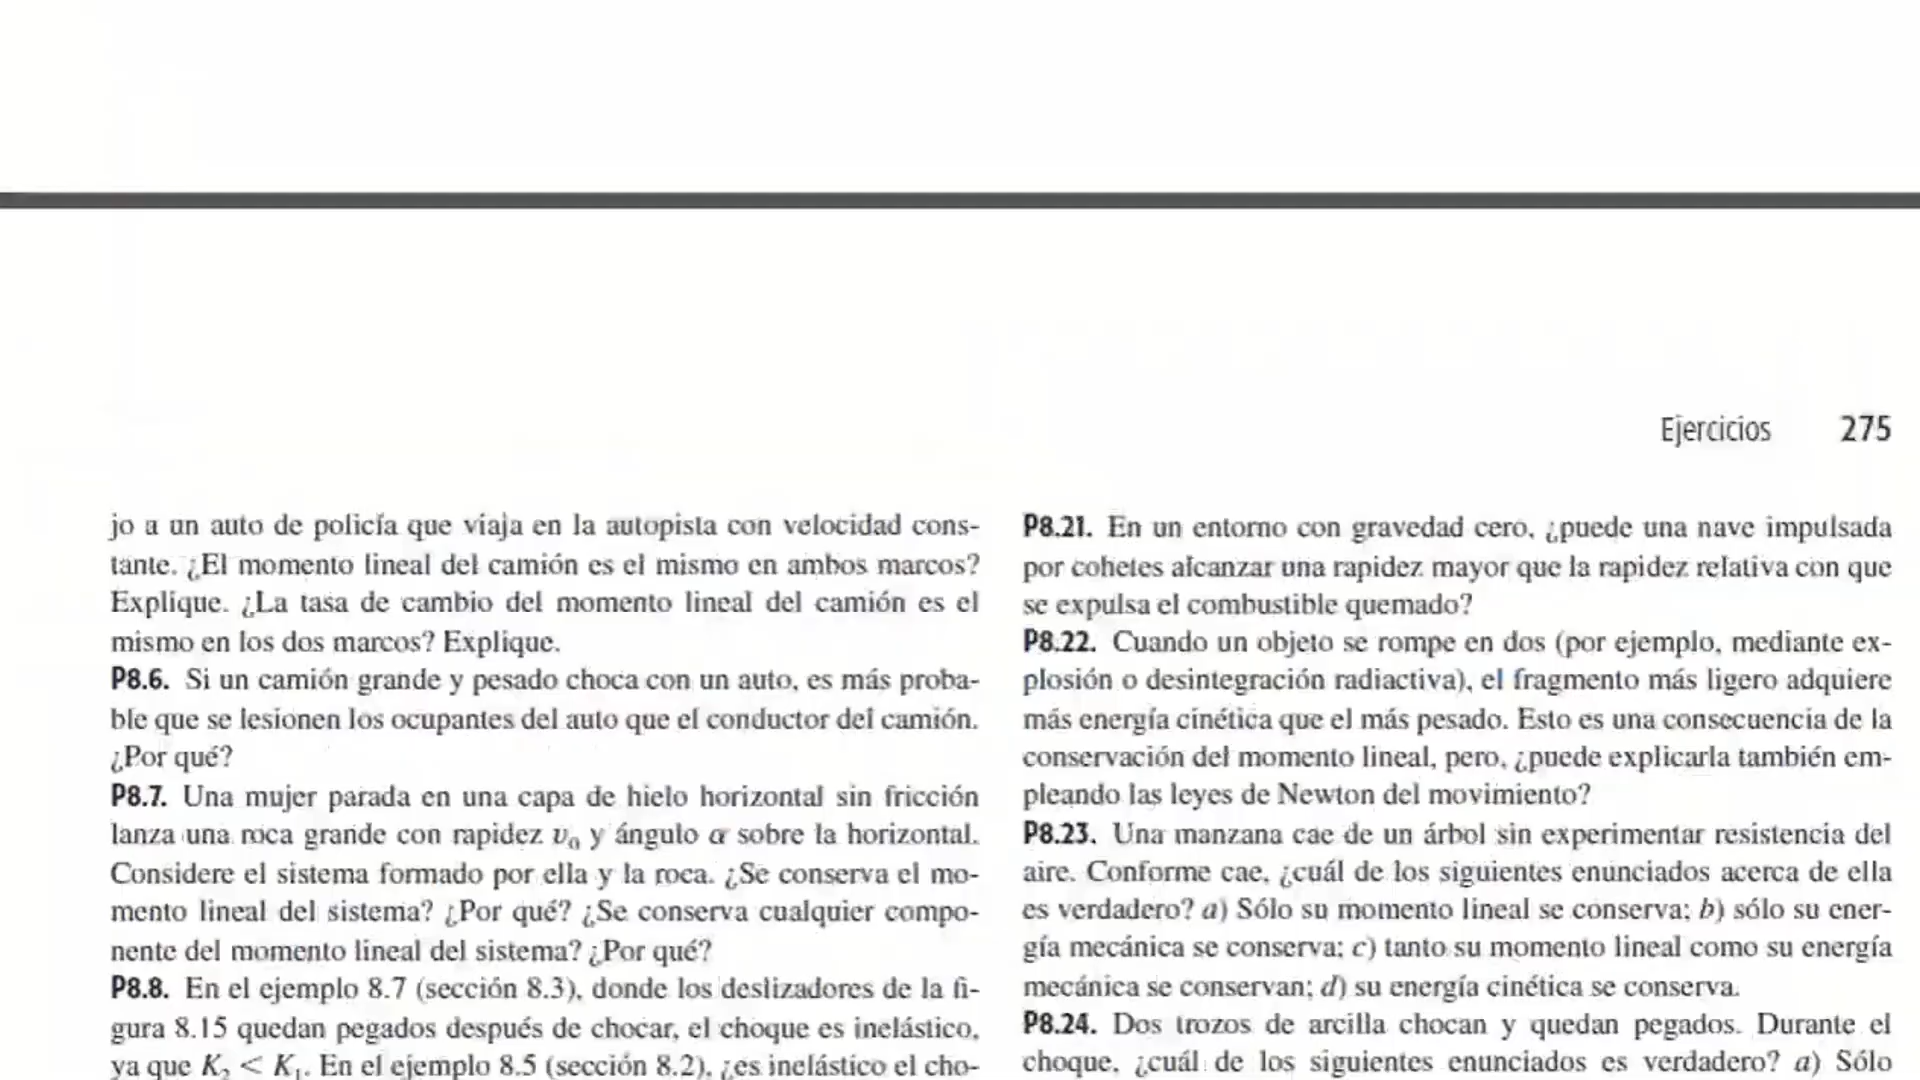 Ejercicios 275
jo a un auto de policía que viaja en la autopista con velocidad cons-
tante. ¿El momento lineal del camión es el mismo en ambos marcos?
Explique. ¿La tasa de cambio del momento lineal del camión es el
mismo en los dos marcos? Explique.
P8.6. Si un camión grande y pesado choca con un auto, es más proba-
ble que se lesionen los ocupantes del auto que el conductor del camión.
¿Por qué?
P8.7. Una mujer parada en una capa de hielo horizontal sin fricción
lanza una roca grande con rapidez v₀ y ángulo α sobre la horizontal.
Considere el sistema formado por ella y la roca. ¿Se conserva el mo-
mento lineal del sistema? ¿Por qué? ¿Se conserva cualquier compo-
nente del momento lineal del sistema? ¿Por qué?
P8.8. En el ejemplo 8.7 (sección 8.3), donde los deslizadores de la fi-
gura 8.15 quedan pegados después de chocar, el choque es inelástico,
ya que K₂ < K₁. En el ejemplo 8.5 (sección 8.2), ¿es inelástico el cho-
P8.21. En un entorno con gravedad cero, ¿puede una nave impulsada
por cohetes alcanzar una rapidez mayor que la rapidez relativa con que
se expulsa el combustible quemado?
P8.22. Cuando un objeto se rompe en dos (por ejemplo, mediante ex-
plosión o desintegración radiactiva), el fragmento más ligero adquiere
más energía cinética que el más pesado. Esto es una consecuencia de la
conservación del momento lineal, pero, ¿puede explicarla también em-
pleando las leyes de Newton del movimiento?
P8.23. Una manzana cae de un árbol sin experimentar resistencia del
aire. Conforme cae, ¿cuál de los siguientes enunciados acerca de ella
es verdadero? a) Sólo su momento lineal se conserva; b) sólo su ener-
gía mecánica se conserva; c) tanto su momento lineal como su energía
mecánica se conservan; d) su energía cinética se conserva.
P8.24. Dos trozos de arcilla chocan y quedan pegados. Durante el
choque, ¿cuál de los siguientes enunciados es verdadero? a) Sólo